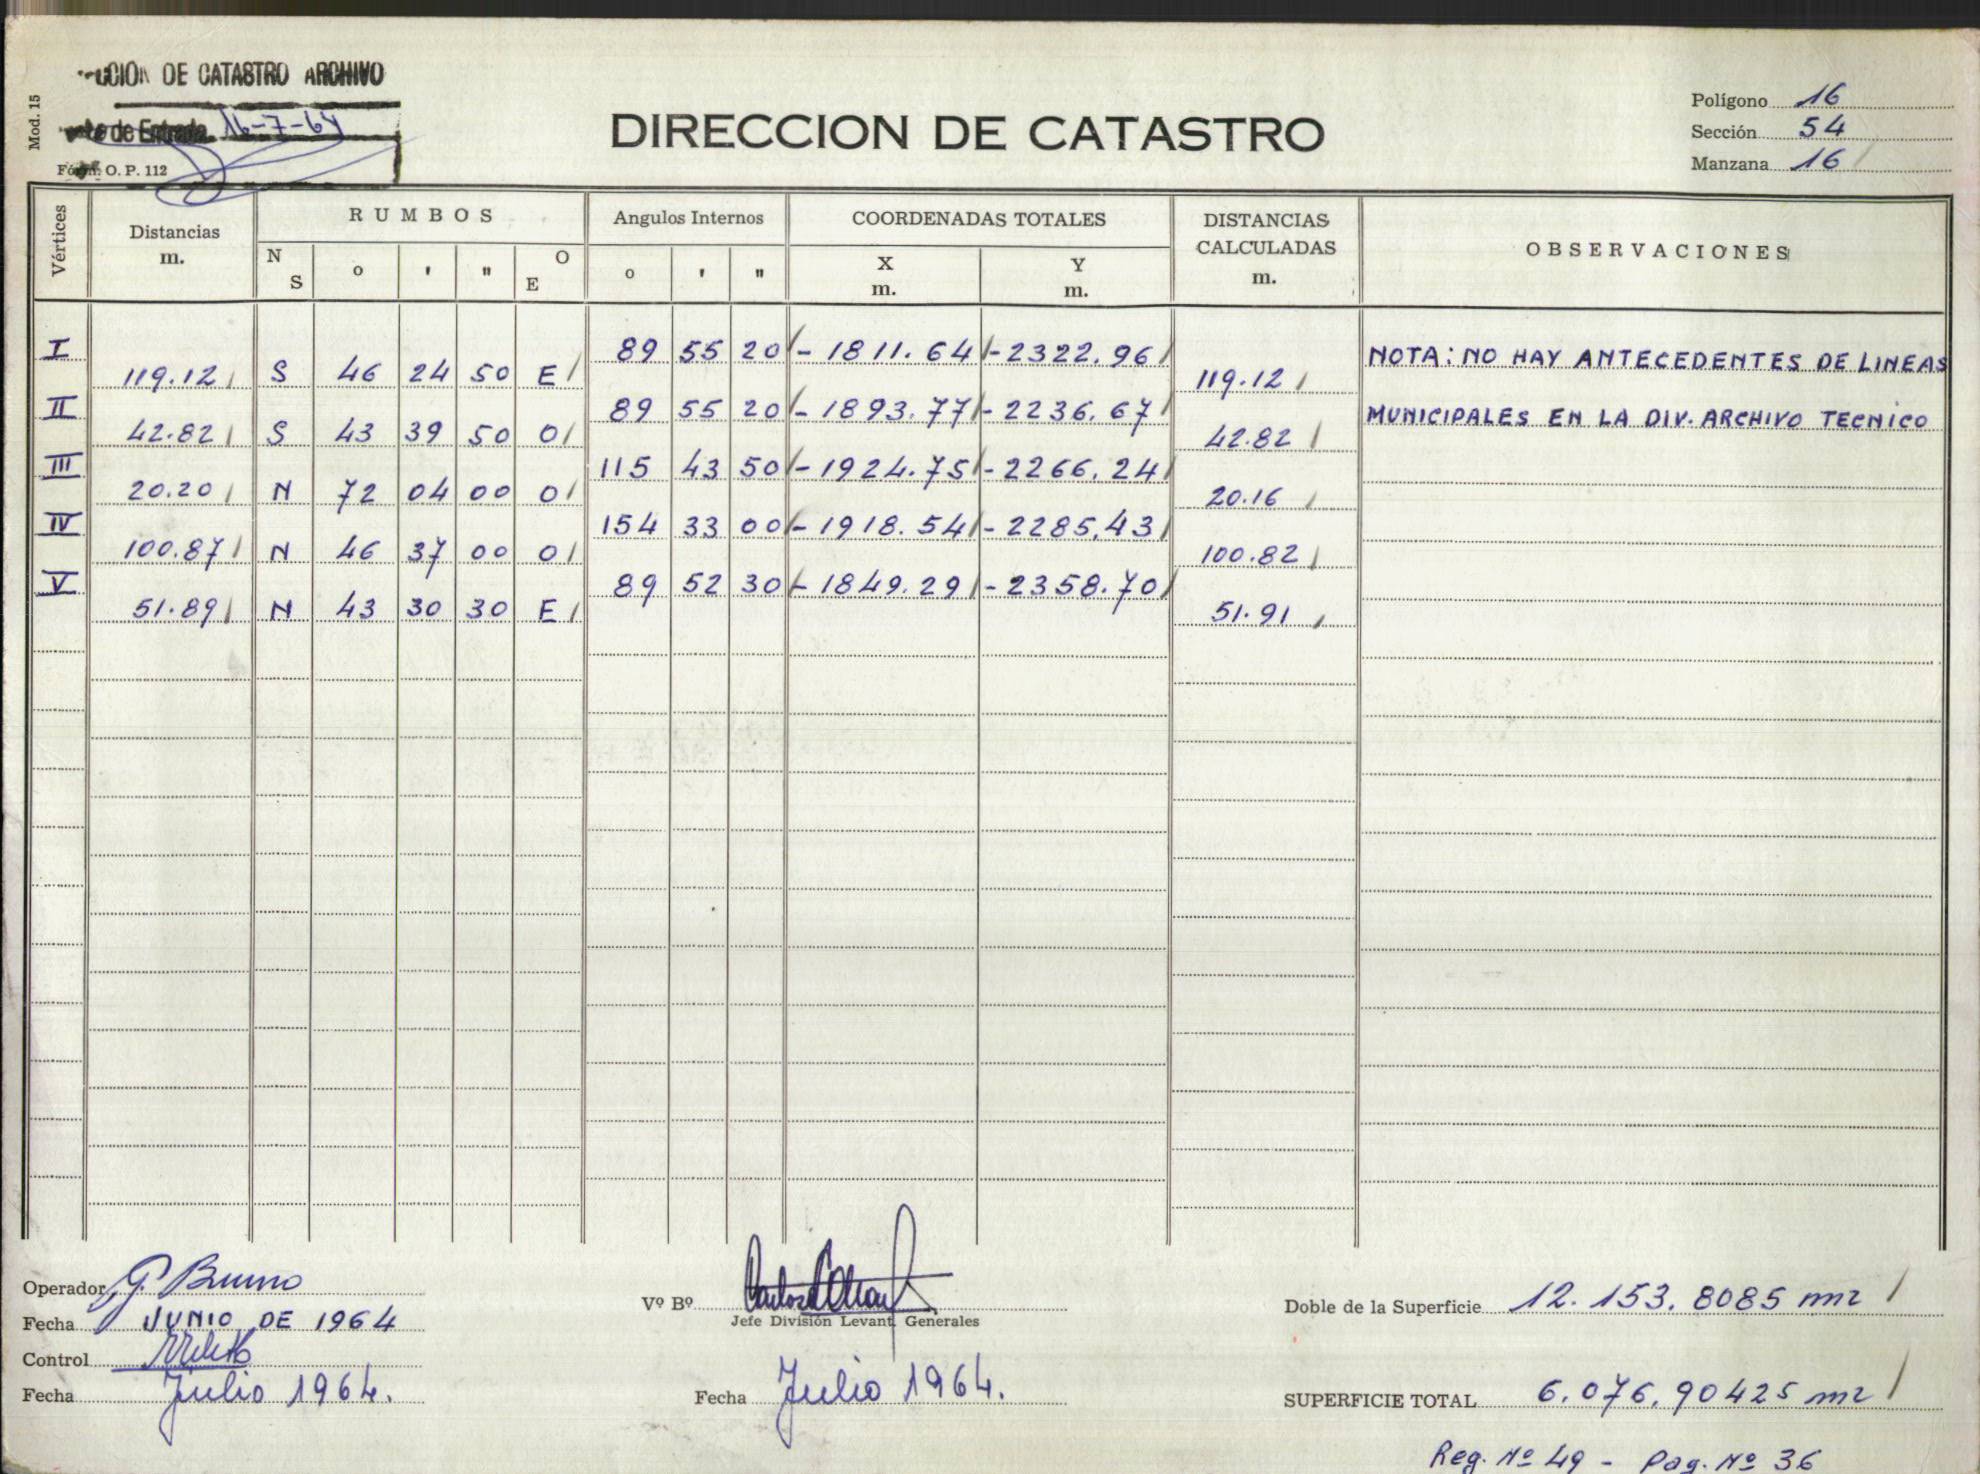 DE CATASTRO ARCHIVO
Mod. 15
de Entrada 16-7-64
O. P. 112
DIRECCION DE CATASTRO
Polígono 16
Sección 54
Manzana 16
Vértices
Distancias m.
RUMBOS
N S ° ' " O E
Angulos Internos
° ' "
COORDENADAS TOTALES
X m. Y m.
DISTANCIAS CALCULADAS m.
OBSERVACIONES
I 89 55 20 - 1811.64 - 2322.96 NOTA: NO HAY ANTECEDENTES DE LINEAS
119.12 S 46 24 50 E 119.12
II 89 55 20 - 1893.77 - 2236.67 MUNICIPALES EN LA DIV. ARCHIVO TECNICO
42.82 S 43 39 50 O 42.82
III 115 43 50 - 1924.75 - 2266.24
20.20 N 72 04 00 O 20.16
IV 154 33 00 - 1918.54 - 2285,43
100.87 N 46 37 00 O 100.82
V 89 52 30 - 1849.29 - 2358.70
51.89 N 43 30 30 E 51.91
Operador G. Bruno
Fecha JUNIO DE 1964
Control
Fecha Julio 1964.
Vº Bº
Jefe División Levant. Generales
Fecha Julio 1964.
Doble de la Superficie 12.153,8085 m2
SUPERFICIE TOTAL 6.076,90425 m2
Reg. Nº 49 - Pag. Nº 36